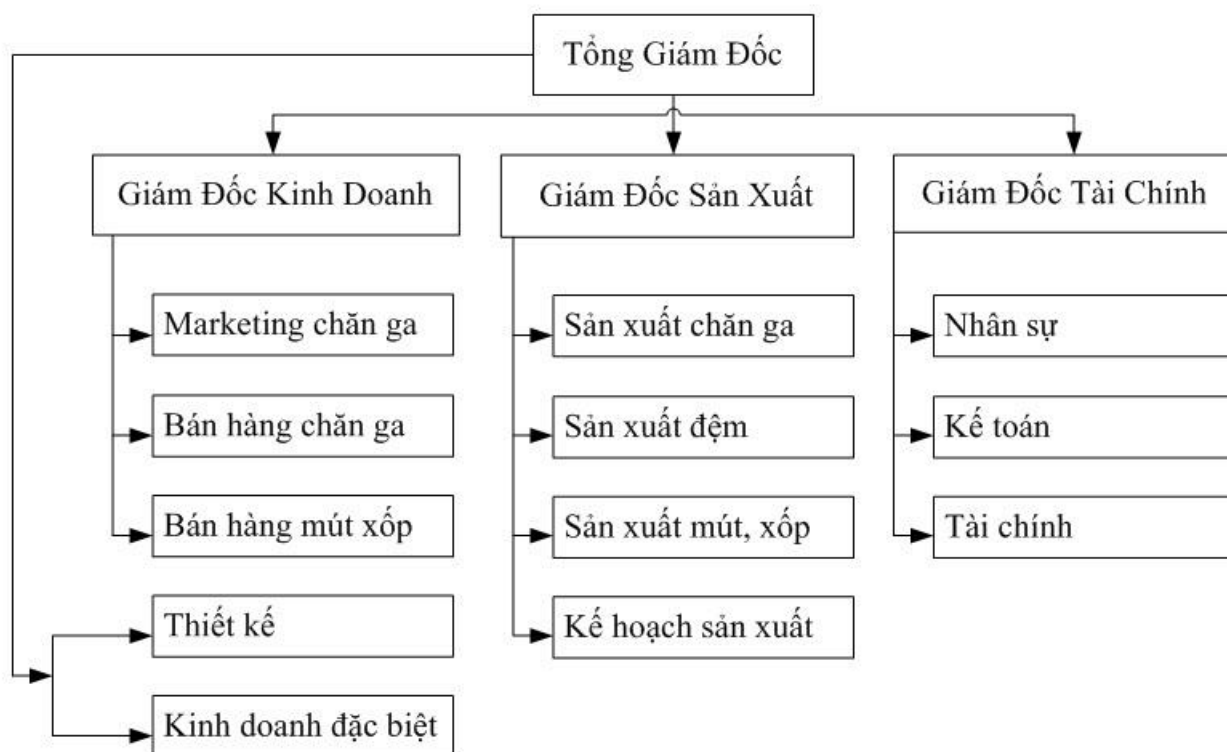 Tổng Giám Đốc
Giám Đốc Kinh Doanh
Giám Đốc Sản Xuất
Giám Đốc Tài Chính
Marketing chăn ga
Sản xuất chăn ga
Nhân sự
Bán hàng chăn ga
Sản xuất đệm
Kế toán
Bán hàng mút xốp
Sản xuất mút, xốp
Tài chính
Thiết kế
Kế hoạch sản xuất
Kinh doanh đặc biệt